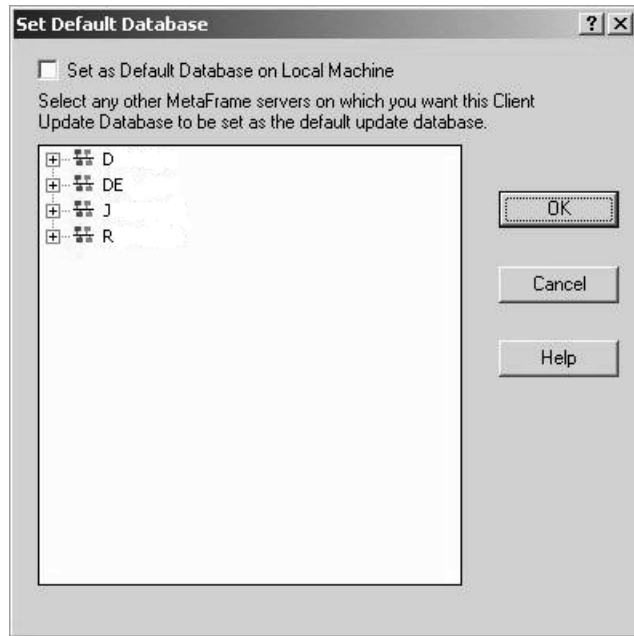 Set Default Database
Set as Default Database on Local Machine
Select any other MetaFrame servers on which you want this Client
Update Database to be set as the default update database.
D
DE
J
R
OK
Cancel
Help